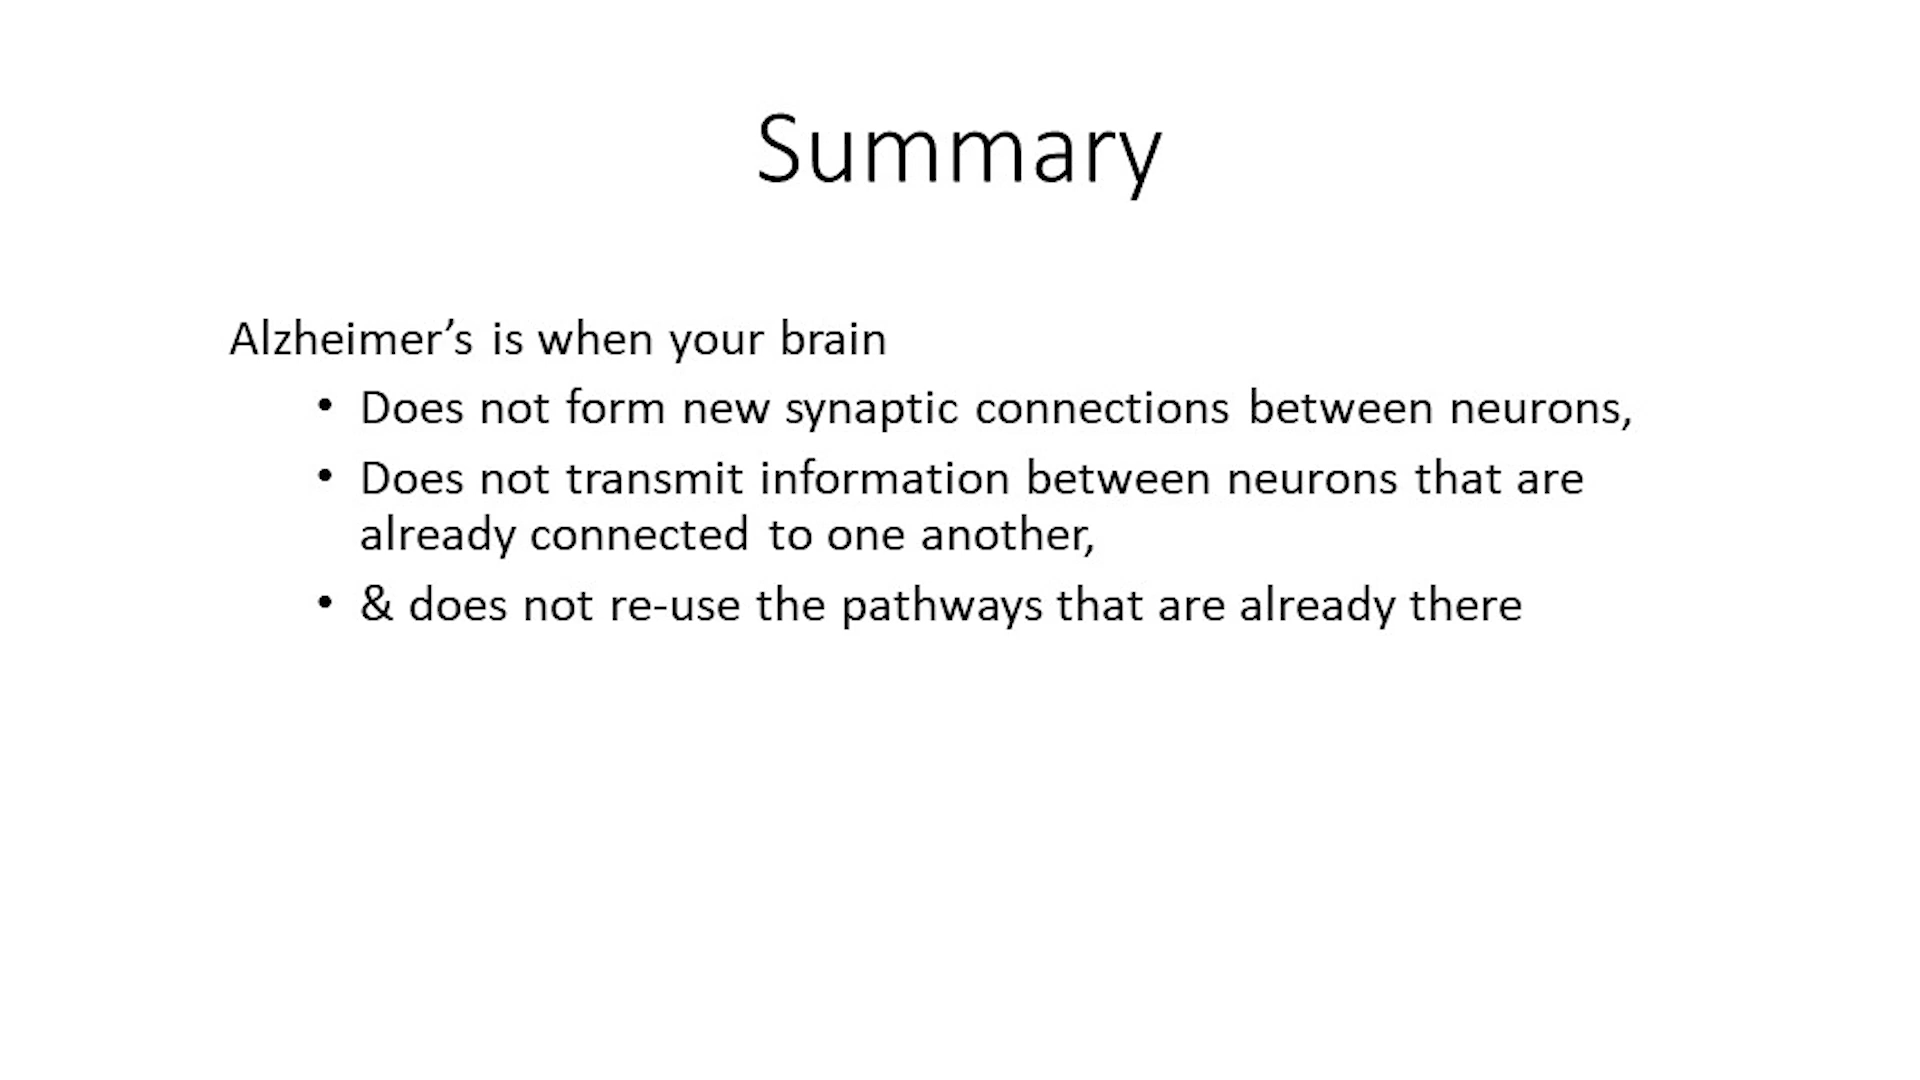 Summary
Alzheimer’s is when your brain
• Does not form new synaptic connections between neurons,
• Does not transmit information between neurons that are
already connected to one another,
• & does not re-use the pathways that are already there